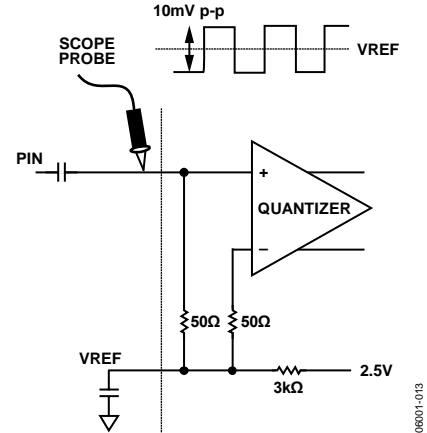 10mV p-p
VREF
SCOPE
PROBE
PIN
+
QUANTIZER
−
50Ω
50Ω
VREF
2.5V
3kΩ
06001-013